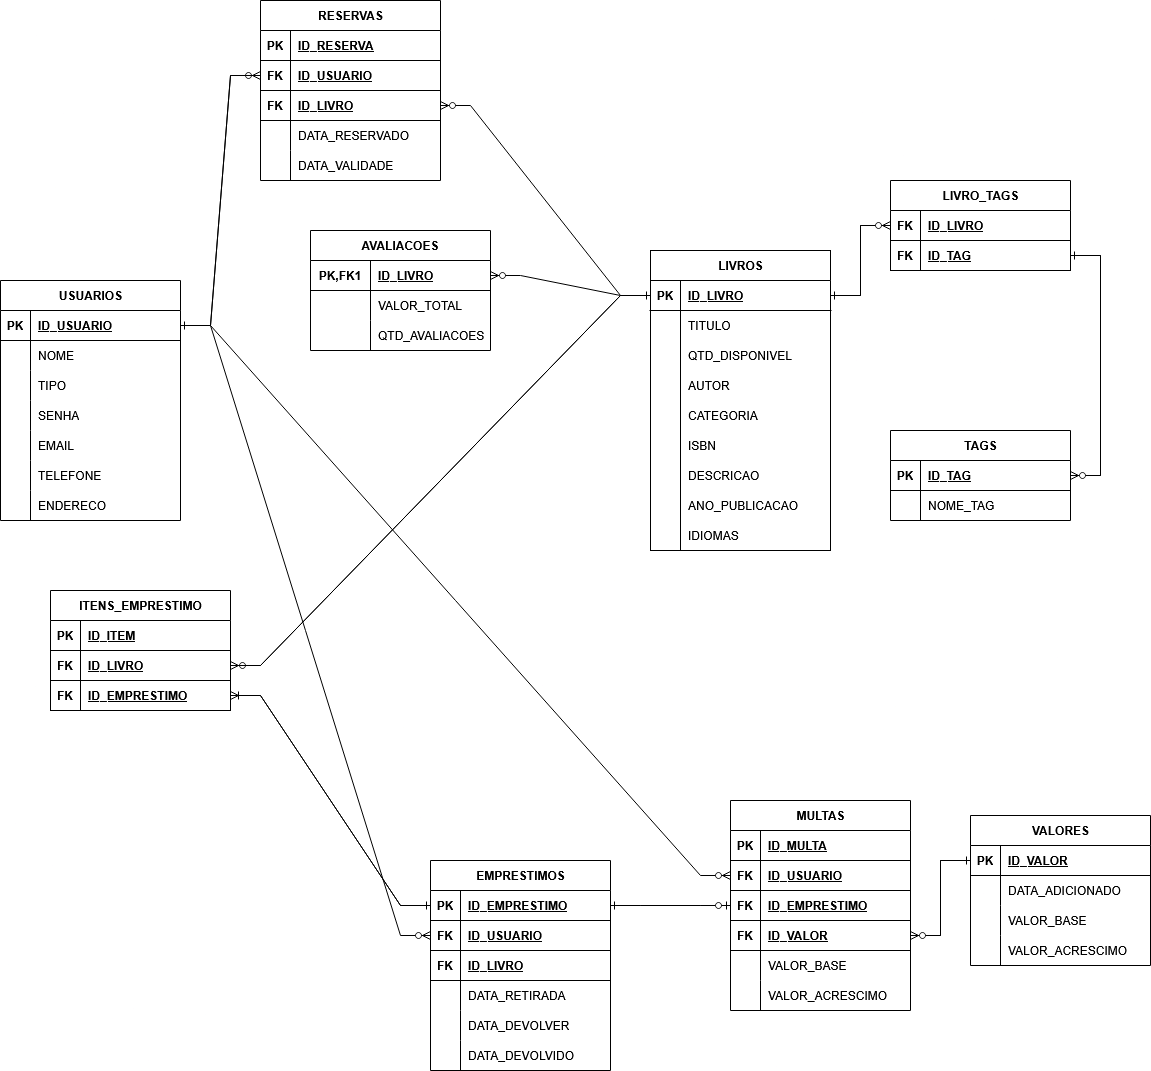 RESERVAS
PK ID_RESERVA
FK ID_USUARIO
FK ID_LIVRO
DATA_RESERVADO
DATA_VALIDADE
LIVRO_TAGS
FK ID_LIVRO
FK ID_TAG
AVALIACOES
PK,FK1 ID_LIVRO
VALOR_TOTAL
QTD_AVALIACOES
LIVROS
PK ID_LIVRO
TITULO
QTD_DISPONIVEL
AUTOR
CATEGORIA
ISBN
DESCRICAO
ANO_PUBLICACAO
IDIOMAS
USUARIOS
PK ID_USUARIO
NOME
TIPO
SENHA
EMAIL
TELEFONE
ENDERECO
TAGS
PK ID_TAG
NOME_TAG
ITENS_EMPRESTIMO
PK ID_ITEM
FK ID_LIVRO
FK ID_EMPRESTIMO
EMPRESTIMOS
PK ID_EMPRESTIMO
FK ID_USUARIO
FK ID_LIVRO
DATA_RETIRADA
DATA_DEVOLVER
DATA_DEVOLVIDO
MULTAS
PK ID_MULTA
FK ID_USUARIO
FK ID_EMPRESTIMO
FK ID_VALOR
VALOR_BASE
VALOR_ACRESCIMO
VALORES
PK ID_VALOR
DATA_ADICIONADO
VALOR_BASE
VALOR_ACRESCIMO